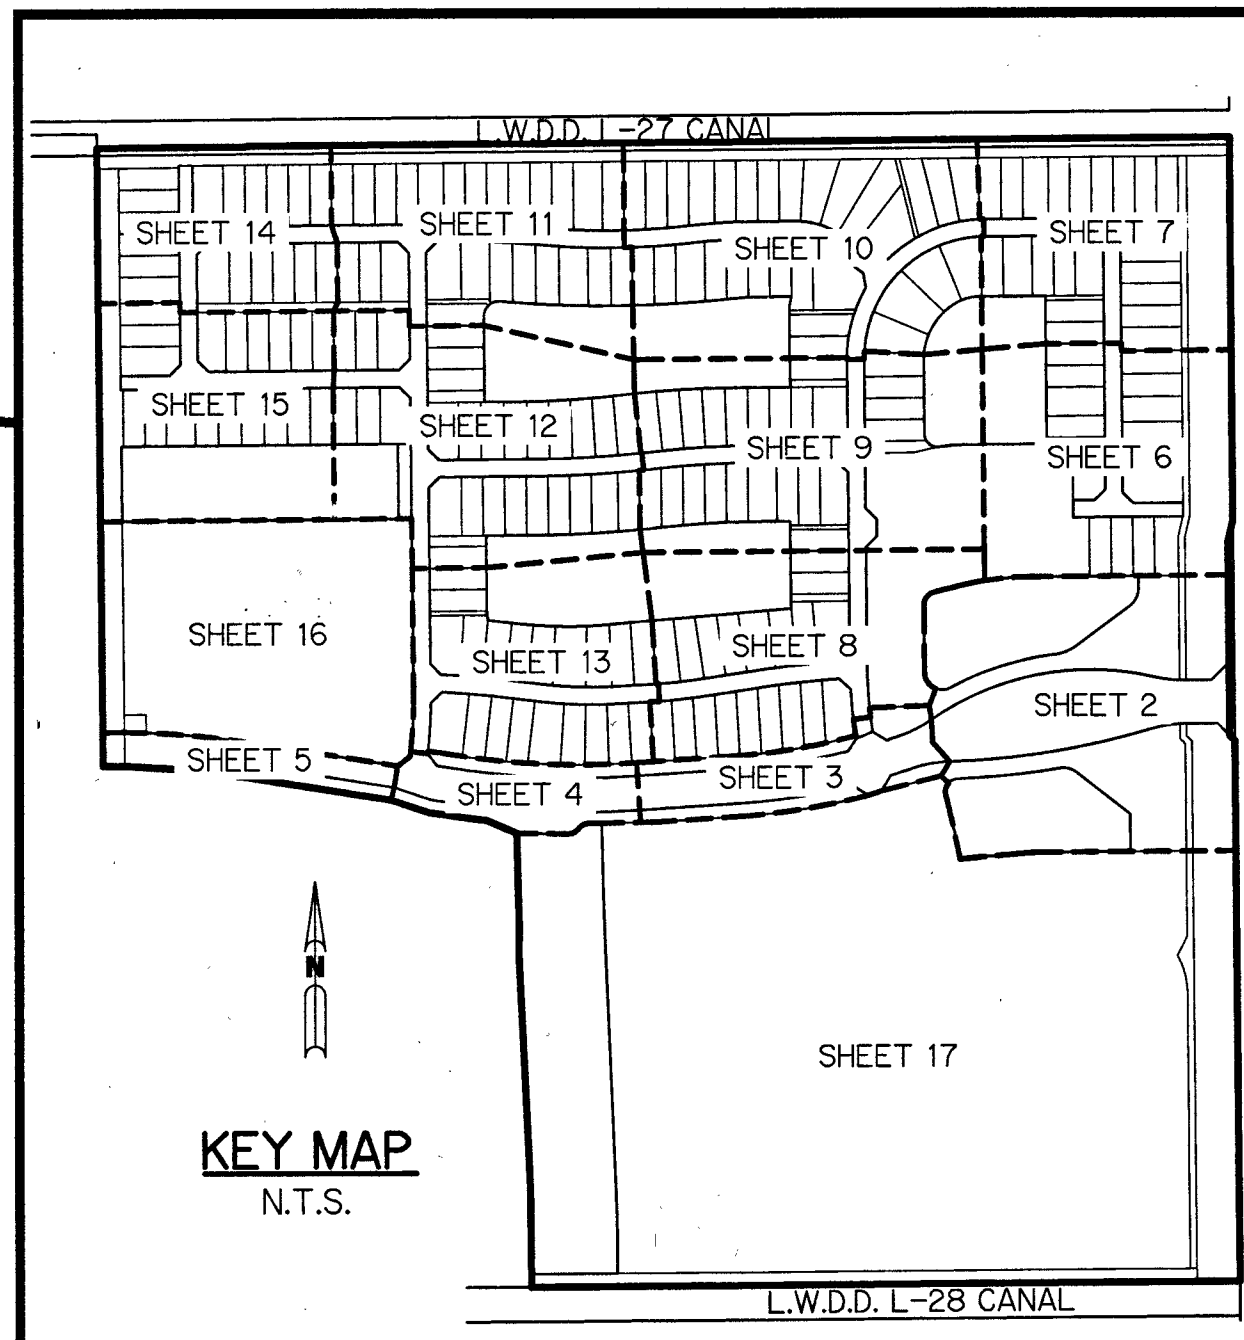 L.W.D.D. L-27 CANAL
SHEET 14
SHEET 11
SHEET 10
SHEET 7
SHEET 15
SHEET 12
SHEET 9
SHEET 6
SHEET 16
SHEET 13
SHEET 8
SHEET 2
SHEET 5
SHEET 4
SHEET 3
N
SHEET 17
KEY MAP
N.T.S.
L.W.D.D. L-28 CANAL